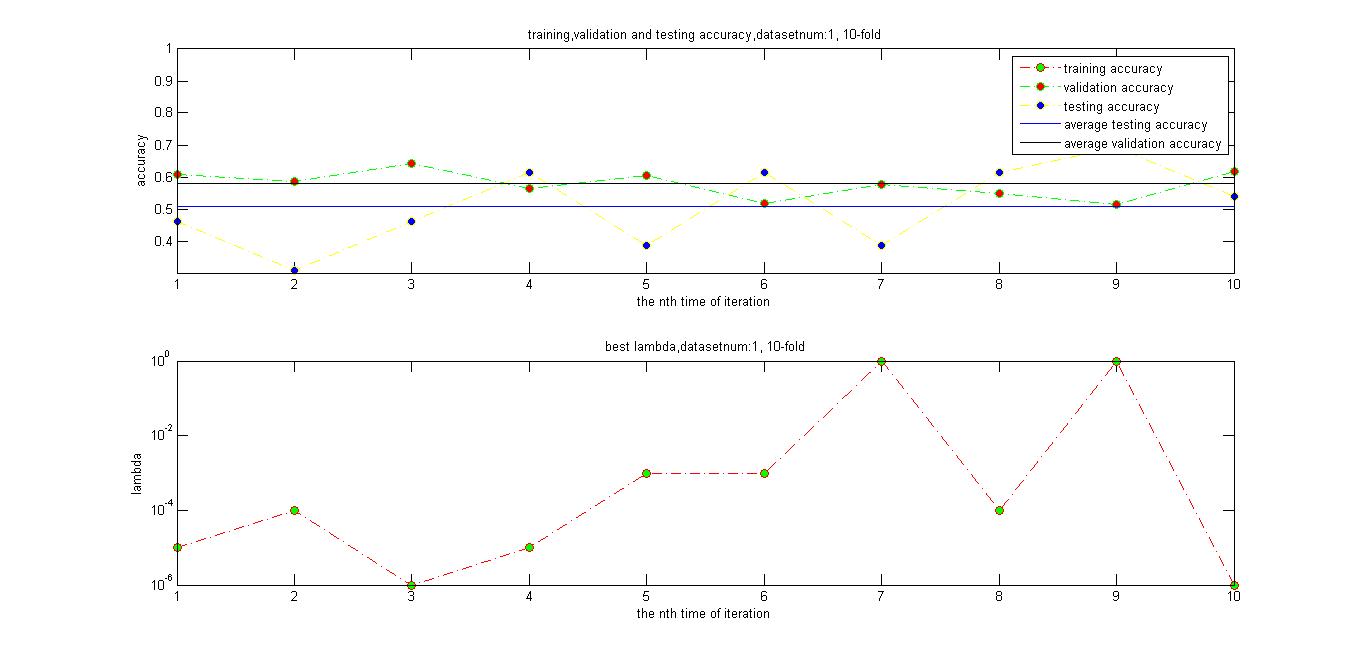 training,validation and testing accuracy,datasetnum:1, 10-fold
1
0.9
0.8
0.7
0.6
0.5
0.4
accuracy
training accuracy
validation accuracy
testing accuracy
average testing accuracy
average validation accuracy
1 2 3 4 5 6 7 8 9 10
the nth time of iteration
best lambda,datasetnum:1, 10-fold
10^0
10^-2
10^-4
10^-6
lambda
1 2 3 4 5 6 7 8 9 10
the nth time of iteration